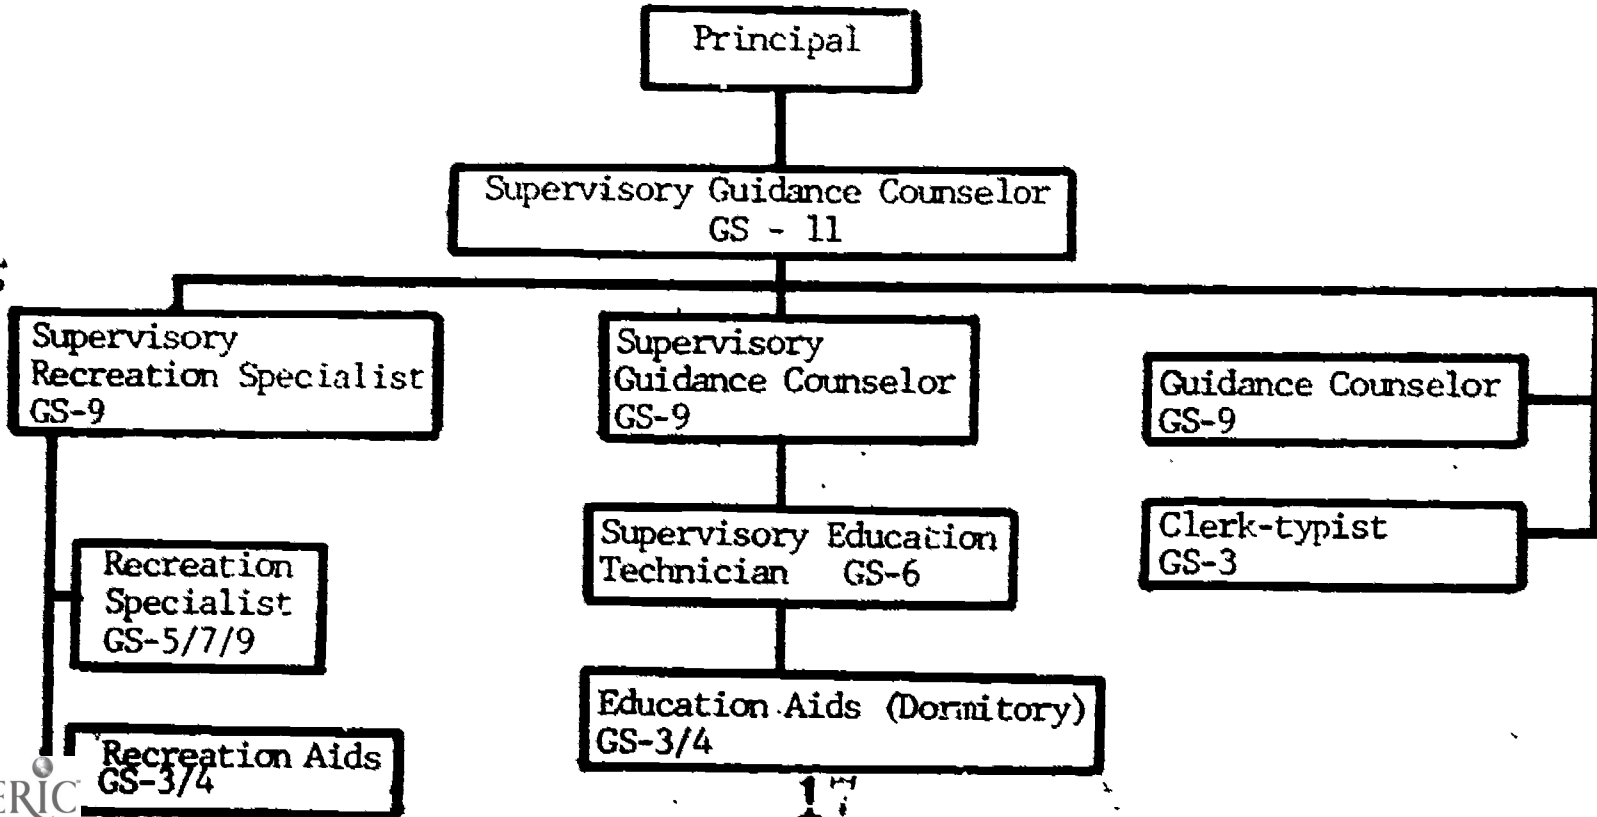 Principal
Supervisory Guidance Counselor
GS - 11
Supervisory
Recreation Specialist
GS-9
Supervisory
Guidance Counselor
GS-9
Guidance Counselor
GS-9
Clerk-typist
GS-3
Supervisory Education
Technician GS-6
Recreation
Specialist
GS-5/7/9
Education Aids (Dormitory)
GS-3/4
Recreation Aids
GS-3/4
ERIC
17